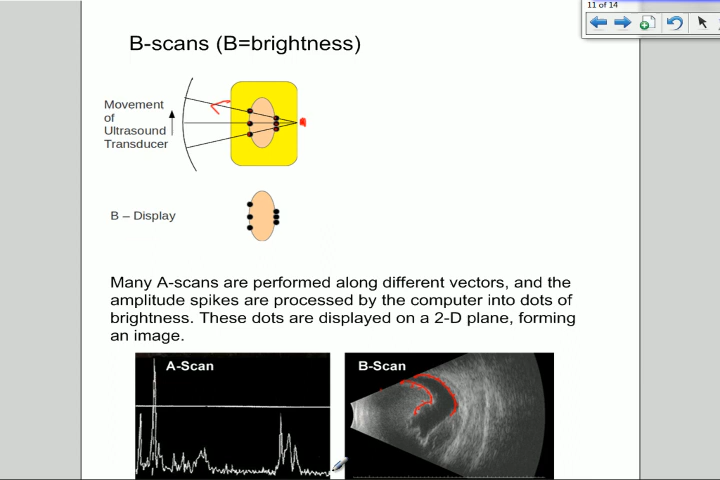 11 of 14
B-scans (B=brightness)
Movement
of
Ultrasound
Transducer
B – Display
Many A-scans are performed along different vectors, and the
amplitude spikes are processed by the computer into dots of
brightness. These dots are displayed on a 2-D plane, forming
an image.
A-Scan
B-Scan